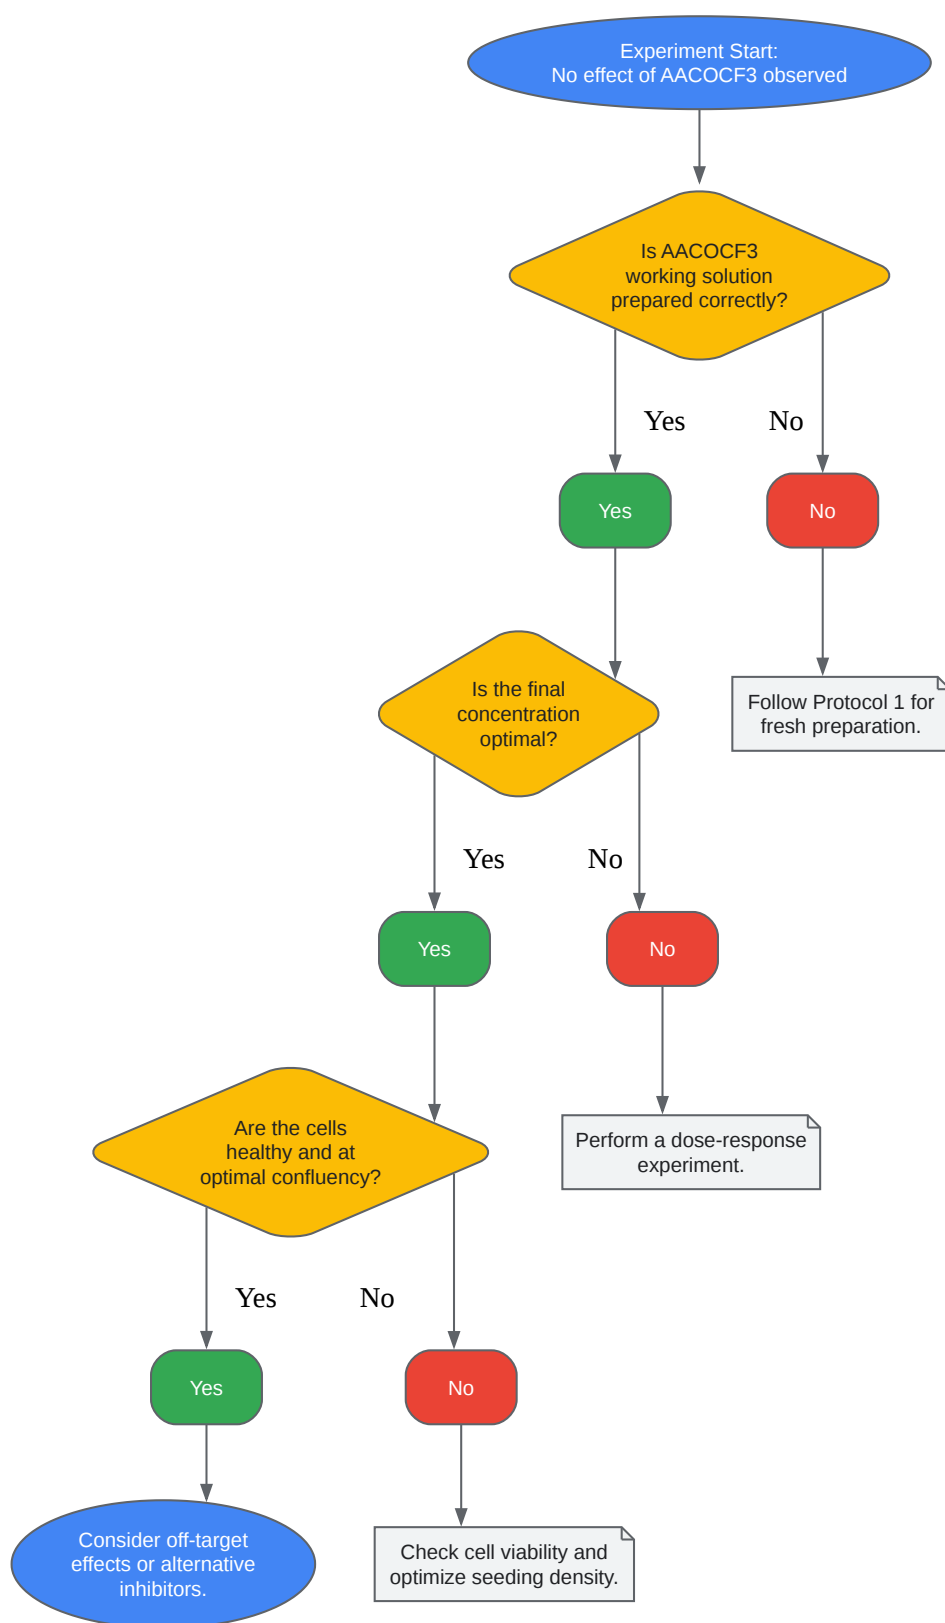 Experiment Start:
No effect of AACOCF3 observed
Is AACOCF3
working solution
prepared correctly?
Yes
No
Yes
No
Is the final
concentration
optimal?
Follow Protocol 1 for
fresh preparation.
Yes
No
Yes
No
Are the cells
healthy and at
optimal confluency?
Perform a dose-response
experiment.
Yes
No
Yes
No
Consider off-target
effects or alternative
inhibitors.
Check cell viability and
optimize seeding density.